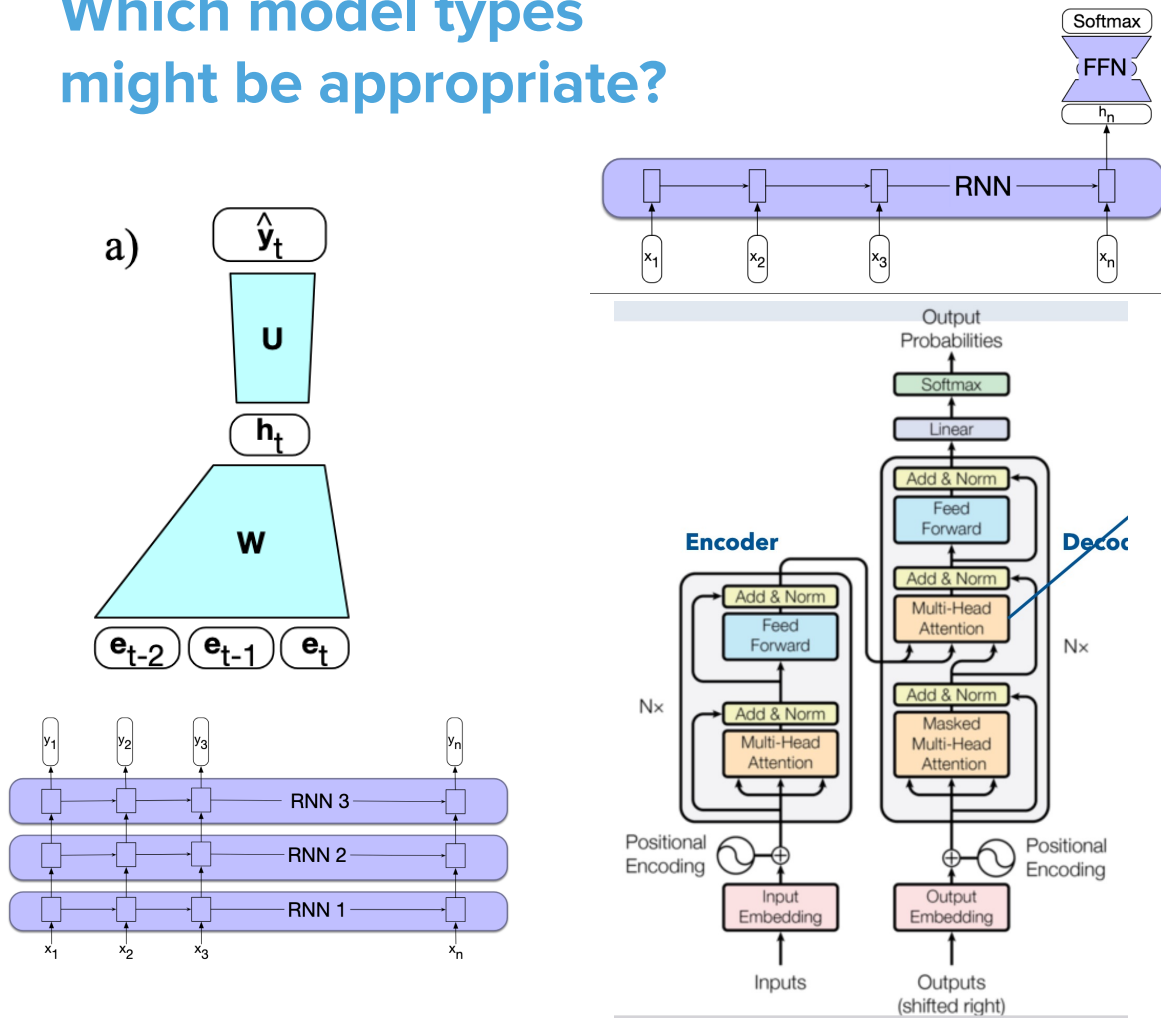 Which model types
might be appropriate?
Softmax
FFN
hn
RNN
x1 x2 x3 xn
a)
ŷt
U
ht
W
et-2 et-1 et
y1 y2 y3 yn
RNN 3
RNN 2
RNN 1
x1 x2 x3 xn
Output
Probabilities
Softmax
Linear
Add & Norm
Feed
Forward
Add & Norm
Multi-Head
Attention
Nx
Add & Norm
Masked
Multi-Head
Attention
Positional
Encoding
Output
Embedding
Outputs
(shifted right)
Decod
Encoder
Add & Norm
Feed
Forward
Nx
Add & Norm
Multi-Head
Attention
Positional
Encoding
Input
Embedding
Inputs